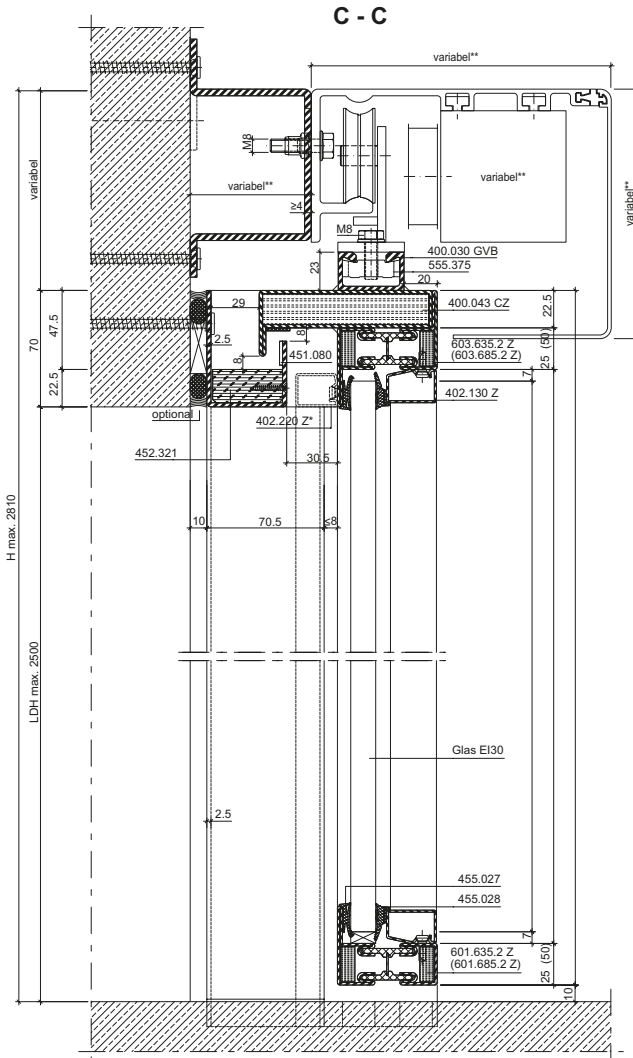 C - C
variabel**
M8
variabel**
variabel**
variabel**
variabel
≥4
M8
400.030 GVB
555.375
23
20
29
400.043 CZ
22.5
47.5
70
2.5
8
8
451.080
603.635.2 Z
(603.685.2 Z)
25 (50)
7
22.5
402.130 Z
optional
402.220 Z*
452.321
30.5
10
70.5
≤8
H max. 2810
LDH max. 2500
Glas EI30
2.5
455.027
455.028
7
601.635.2 Z
(601.685.2 Z)
25 (50)
10